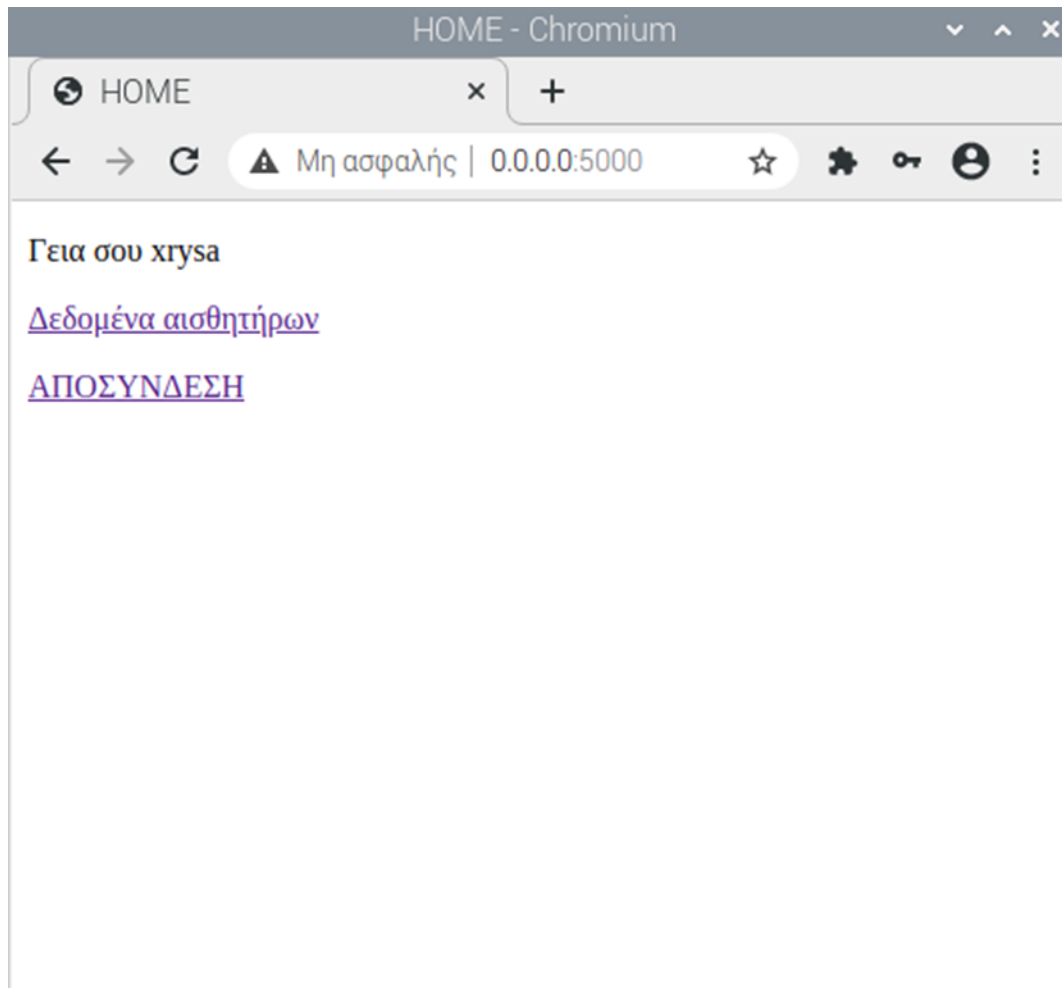 HOME - Chromium
HOME
Μη ασφαλής | 0.0.0.0:5000
Γεια σου xrysa
Δεδομένα αισθητήρων
ΑΠΟΣΥΝΔΕΣΗ